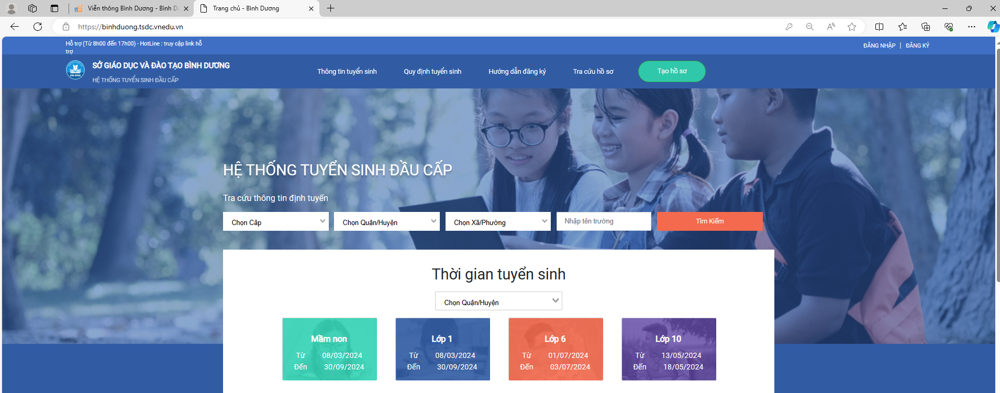 Viễn thông Bình Dương - Bình D
Trang chủ - Bình Dương
https://binhduong.tsdc.vnedu.vn
Hỗ trợ (Từ 8h00 đến 17h00) - HotLine : truy cập link hỗ
trợ
ĐĂNG NHẬP | ĐĂNG KÝ
SỞ GIÁO DỤC VÀ ĐÀO TẠO BÌNH DƯƠNG
HỆ THỐNG TUYỂN SINH ĐẦU CẤP
Thông tin tuyển sinh
Quy định tuyển sinh
Hướng dẫn đăng ký
Tra cứu hồ sơ
Tạo hồ sơ
HỆ THỐNG TUYỂN SINH ĐẦU CẤP
Tra cứu thông tin định tuyến
Chọn Cấp
Chọn Quận/Huyện
Chọn Xã/Phường
Nhập tên trường
Tìm Kiếm
Thời gian tuyển sinh
Chọn Quận/Huyện
Mầm non
Từ 08/03/2024
Đến 30/09/2024
Lớp 1
Từ 08/03/2024
Đến 30/09/2024
Lớp 6
Từ 01/07/2024
Đến 03/07/2024
Lớp 10
Từ 13/05/2024
Đến 18/05/2024